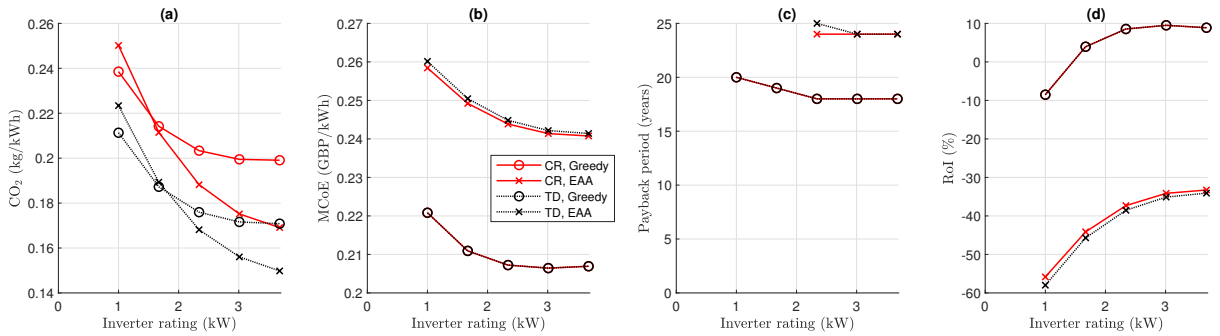 (a)
0.26
0.24
0.22
0.2
0.18
0.16
0.14
CO2 (kg/kWh)
0
1
2
3
Inverter rating (kW)
(b)
0.27
0.26
0.25
0.24
0.23
0.22
0.21
0.2
MCoE (GBP/kWh)
0
1
2
3
Inverter rating (kW)
CR, Greedy
CR, EAA
TD, Greedy
TD, EAA
(c)
25
20
15
10
5
0
Payback period (years)
0
1
2
3
Inverter rating (kW)
(d)
10
0
-10
-20
-30
-40
-50
-60
RoI (%)
0
1
2
3
Inverter rating (kW)